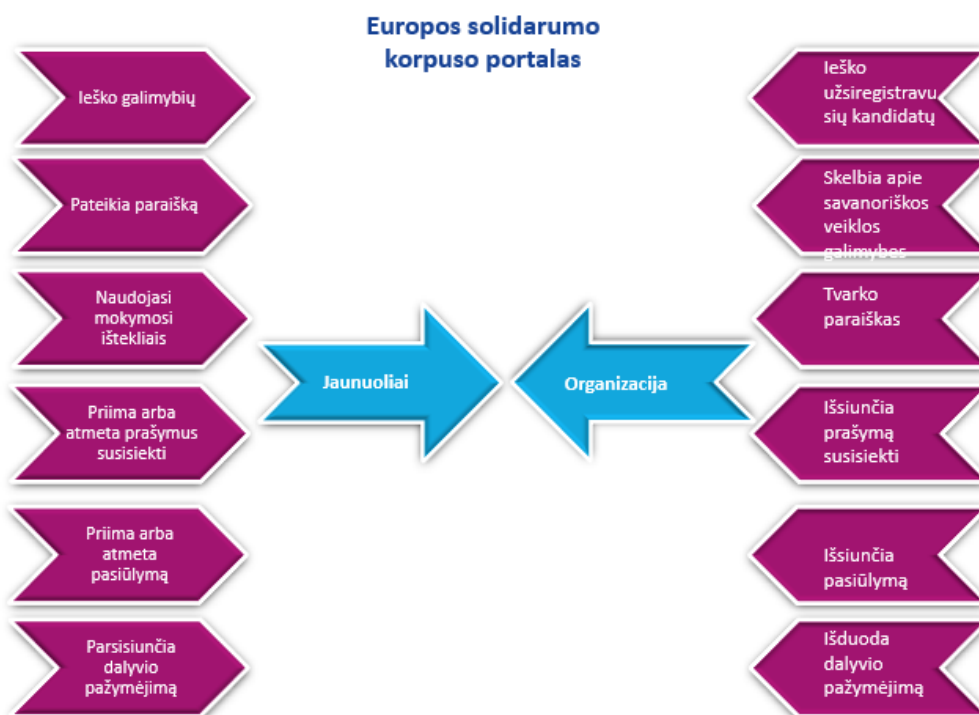 Europos solidarumo
korpuso portalas
Ieško galimybių
Pateikia paraišką
Naudojasi
mokymosi
ištekliais
Priima arba
atmeta prašymus
susisiekti
Priima arba
atmeta
pasiūlymą
Parsisiunčia
dalyvio
pažymėjimą
Jaunuoliai
Organizacija
Ieško
užsiregistravu
sių kandidatų
Skelbia apie
savanoriškos
veiklos
galimybes
Tvarko
paraiškas
Išsiunčia
prašymą
susisiekti
Išsiunčia
pasiūlymą
Išduoda
dalyvio
pažymėjimą